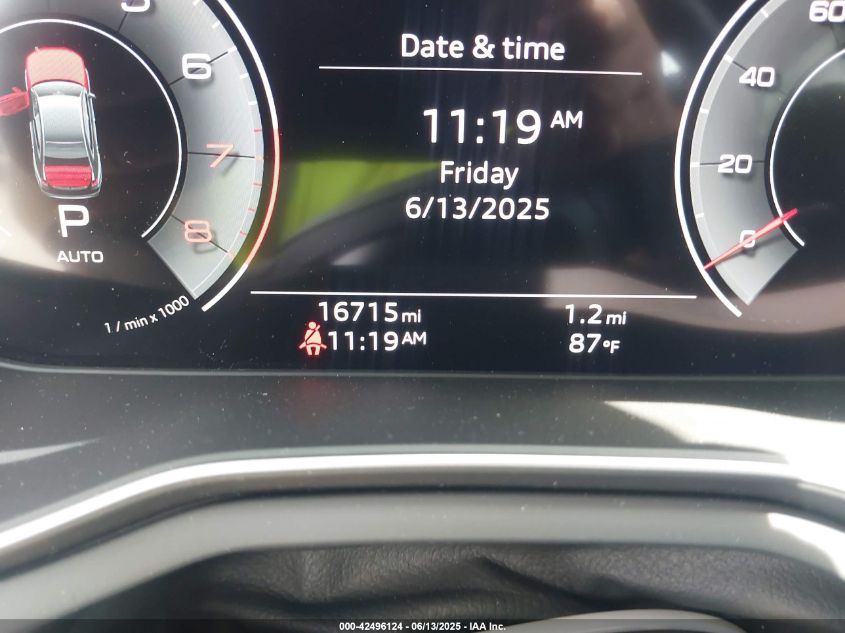 Date & time
11:19 AM
Friday
6/13/2025
6
7
8
P
AUTO
1 / min x 1000
60
40
20
0
16715 mi
1.2 mi
11:19 AM
87°F
000-42496124 - 06/13/2025 - IAA Inc.